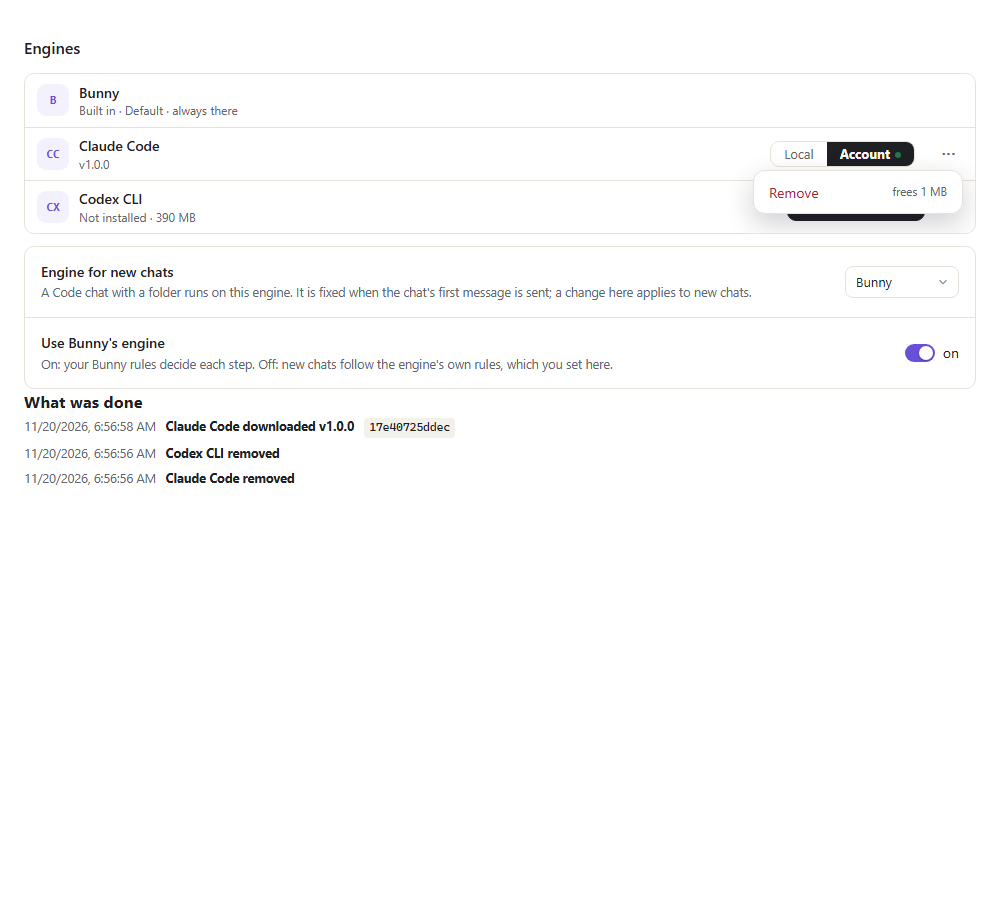 Engines
B
Bunny
Built in · Default · always there
CC
Claude Code
v1.0.0
Local
Account
···
CX
Codex CLI
Not installed · 390 MB
Remove
frees 1 MB
Engine for new chats
A Code chat with a folder runs on this engine. It is fixed when the chat's first message is sent; a change here applies to new chats.
Bunny
Use Bunny's engine
On: your Bunny rules decide each step. Off: new chats follow the engine's own rules, which you set here.
on
What was done
11/20/2026, 6:56:58 AM Claude Code downloaded v1.0.0 17e40725ddec
11/20/2026, 6:56:56 AM Codex CLI removed
11/20/2026, 6:56:56 AM Claude Code removed